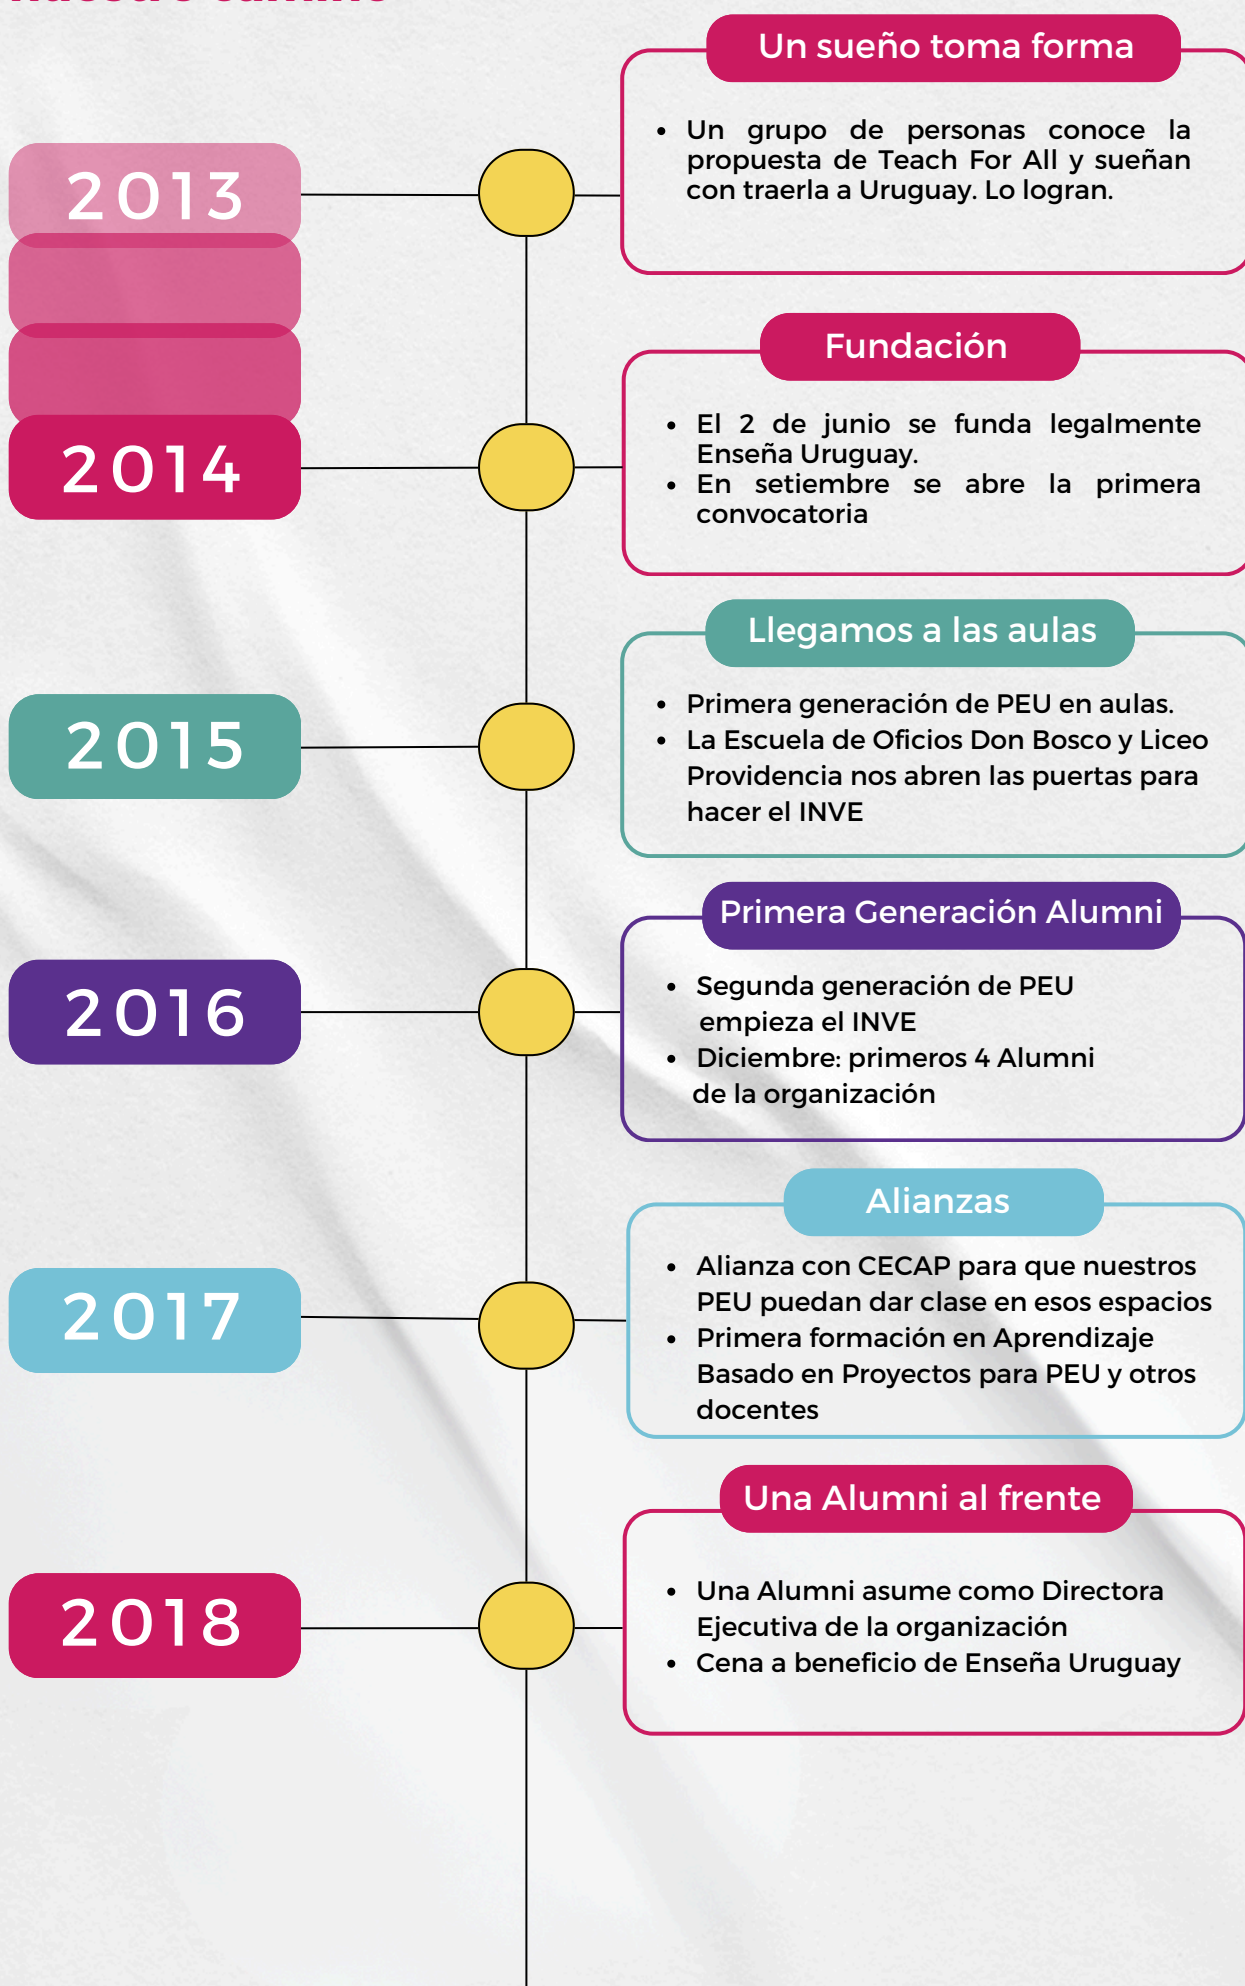 nuestro camino
Un sueño toma forma
2013
• Un grupo de personas conoce la
propuesta de Teach For All y sueñan
con traerla a Uruguay. Lo logran.
Fundación
2014
• El 2 de junio se funda legalmente
Enseña Uruguay.
• En setiembre se abre la primera
convocatoria
Llegamos a las aulas
2015
• Primera generación de PEU en aulas.
• La Escuela de Oficios Don Bosco y Liceo
Providencia nos abren las puertas para
hacer el INVE
Primera Generación Alumni
2016
• Segunda generación de PEU
empieza el INVE
• Diciembre: primeros 4 Alumni
de la organización
Alianzas
2017
• Alianza con CECAP para que nuestros
PEU puedan dar clase en esos espacios
• Primera formación en Aprendizaje
Basado en Proyectos para PEU y otros
docentes
Una Alumni al frente
2018
• Una Alumni asume como Directora
Ejecutiva de la organización
• Cena a beneficio de Enseña Uruguay